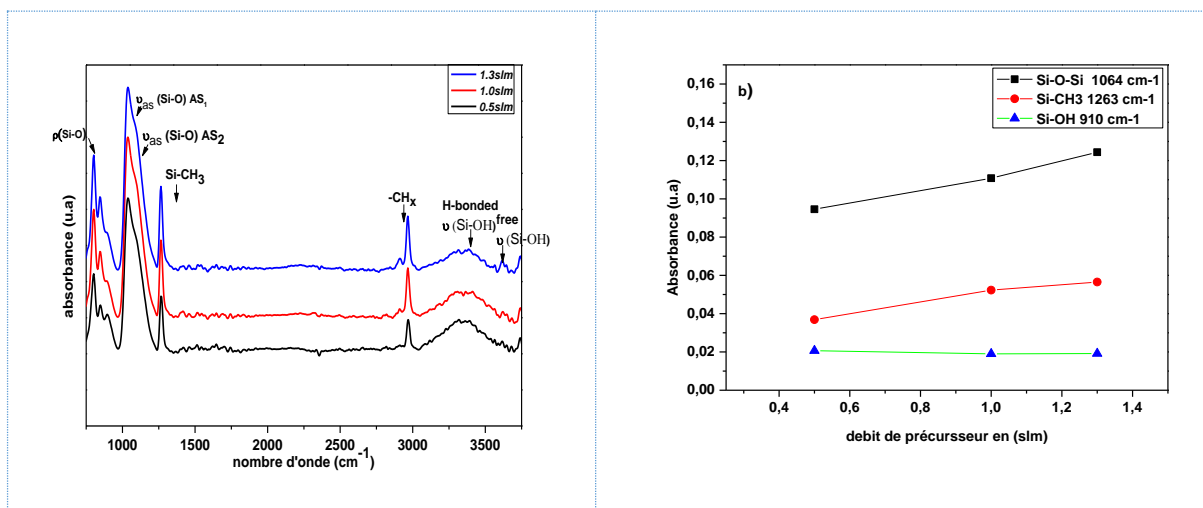 1.3slm
1.0slm
0.5slm
ρ(Si-O)
υas (Si-O) AS1
υas (Si-O) AS2
Si-CH3
-CHx
H-bonded
υ (Si-OH)
free
υ (Si-OH)
absorbance (u.a)
1000 1500 2000 2500 3000 3500
nombre d'onde (cm-1)
b)
Si-O-Si 1064 cm-1
Si-CH3 1263 cm-1
Si-OH 910 cm-1
0,16
0,14
0,12
0,10
0,08
0,06
0,04
0,02
0,00
Absorbance (u.a)
0,4 0,6 0,8 1,0 1,2 1,4
debit de précursseur en (slm)